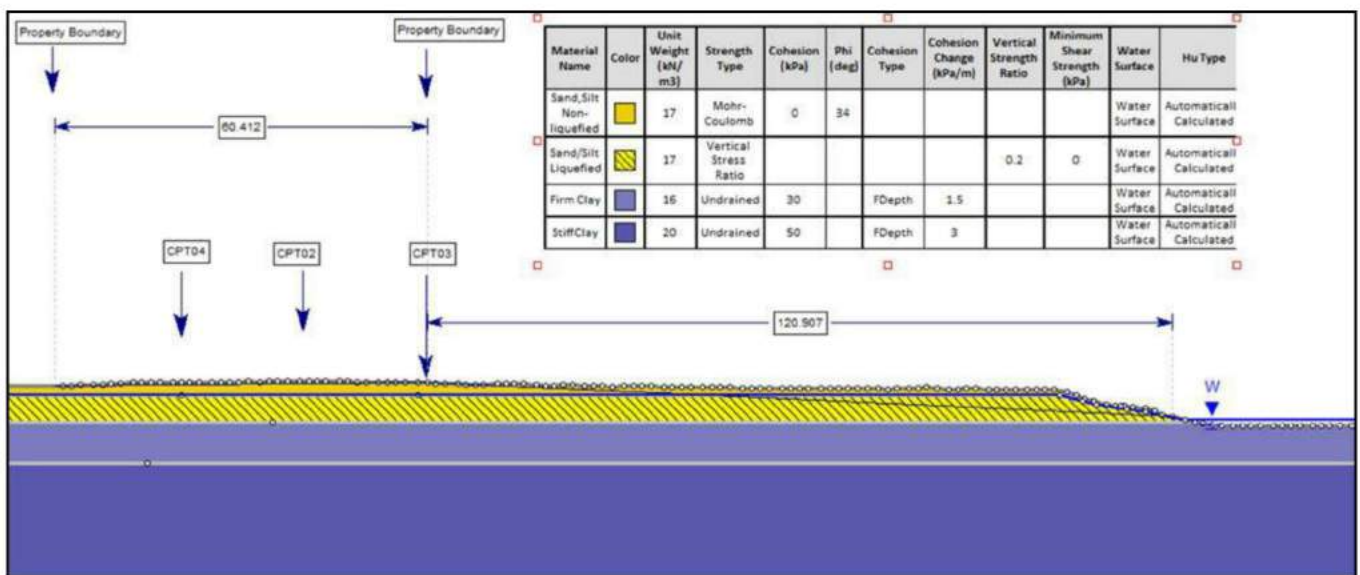 Property Boundary
Property Boundary
60.412
CPT04
CPT02
CPT03
120.907
W
Material Name Color Unit Weight (kN/ m3) Strength Type Cohesion (kPa) Phi (deg) Cohesion Type Cohesion Change (kPa/m) Vertical Strength Ratio Minimum Shear Strength (kPa) Water Surface Hu Type
Sand,Silt Non- liquefied 17 Mohr- Coulomb 0 34 Water Surface Automaticall Calculated
Sand/Silt Liquefied 17 Vertical Stress Ratio 0.2 0 Water Surface Automaticall Calculated
Firm Clay 16 Undrained 30 FDepth 1.5 Water Surface Automaticall Calculated
StiffClay 20 Undrained 50 FDepth 3 Water Surface Automaticall Calculated